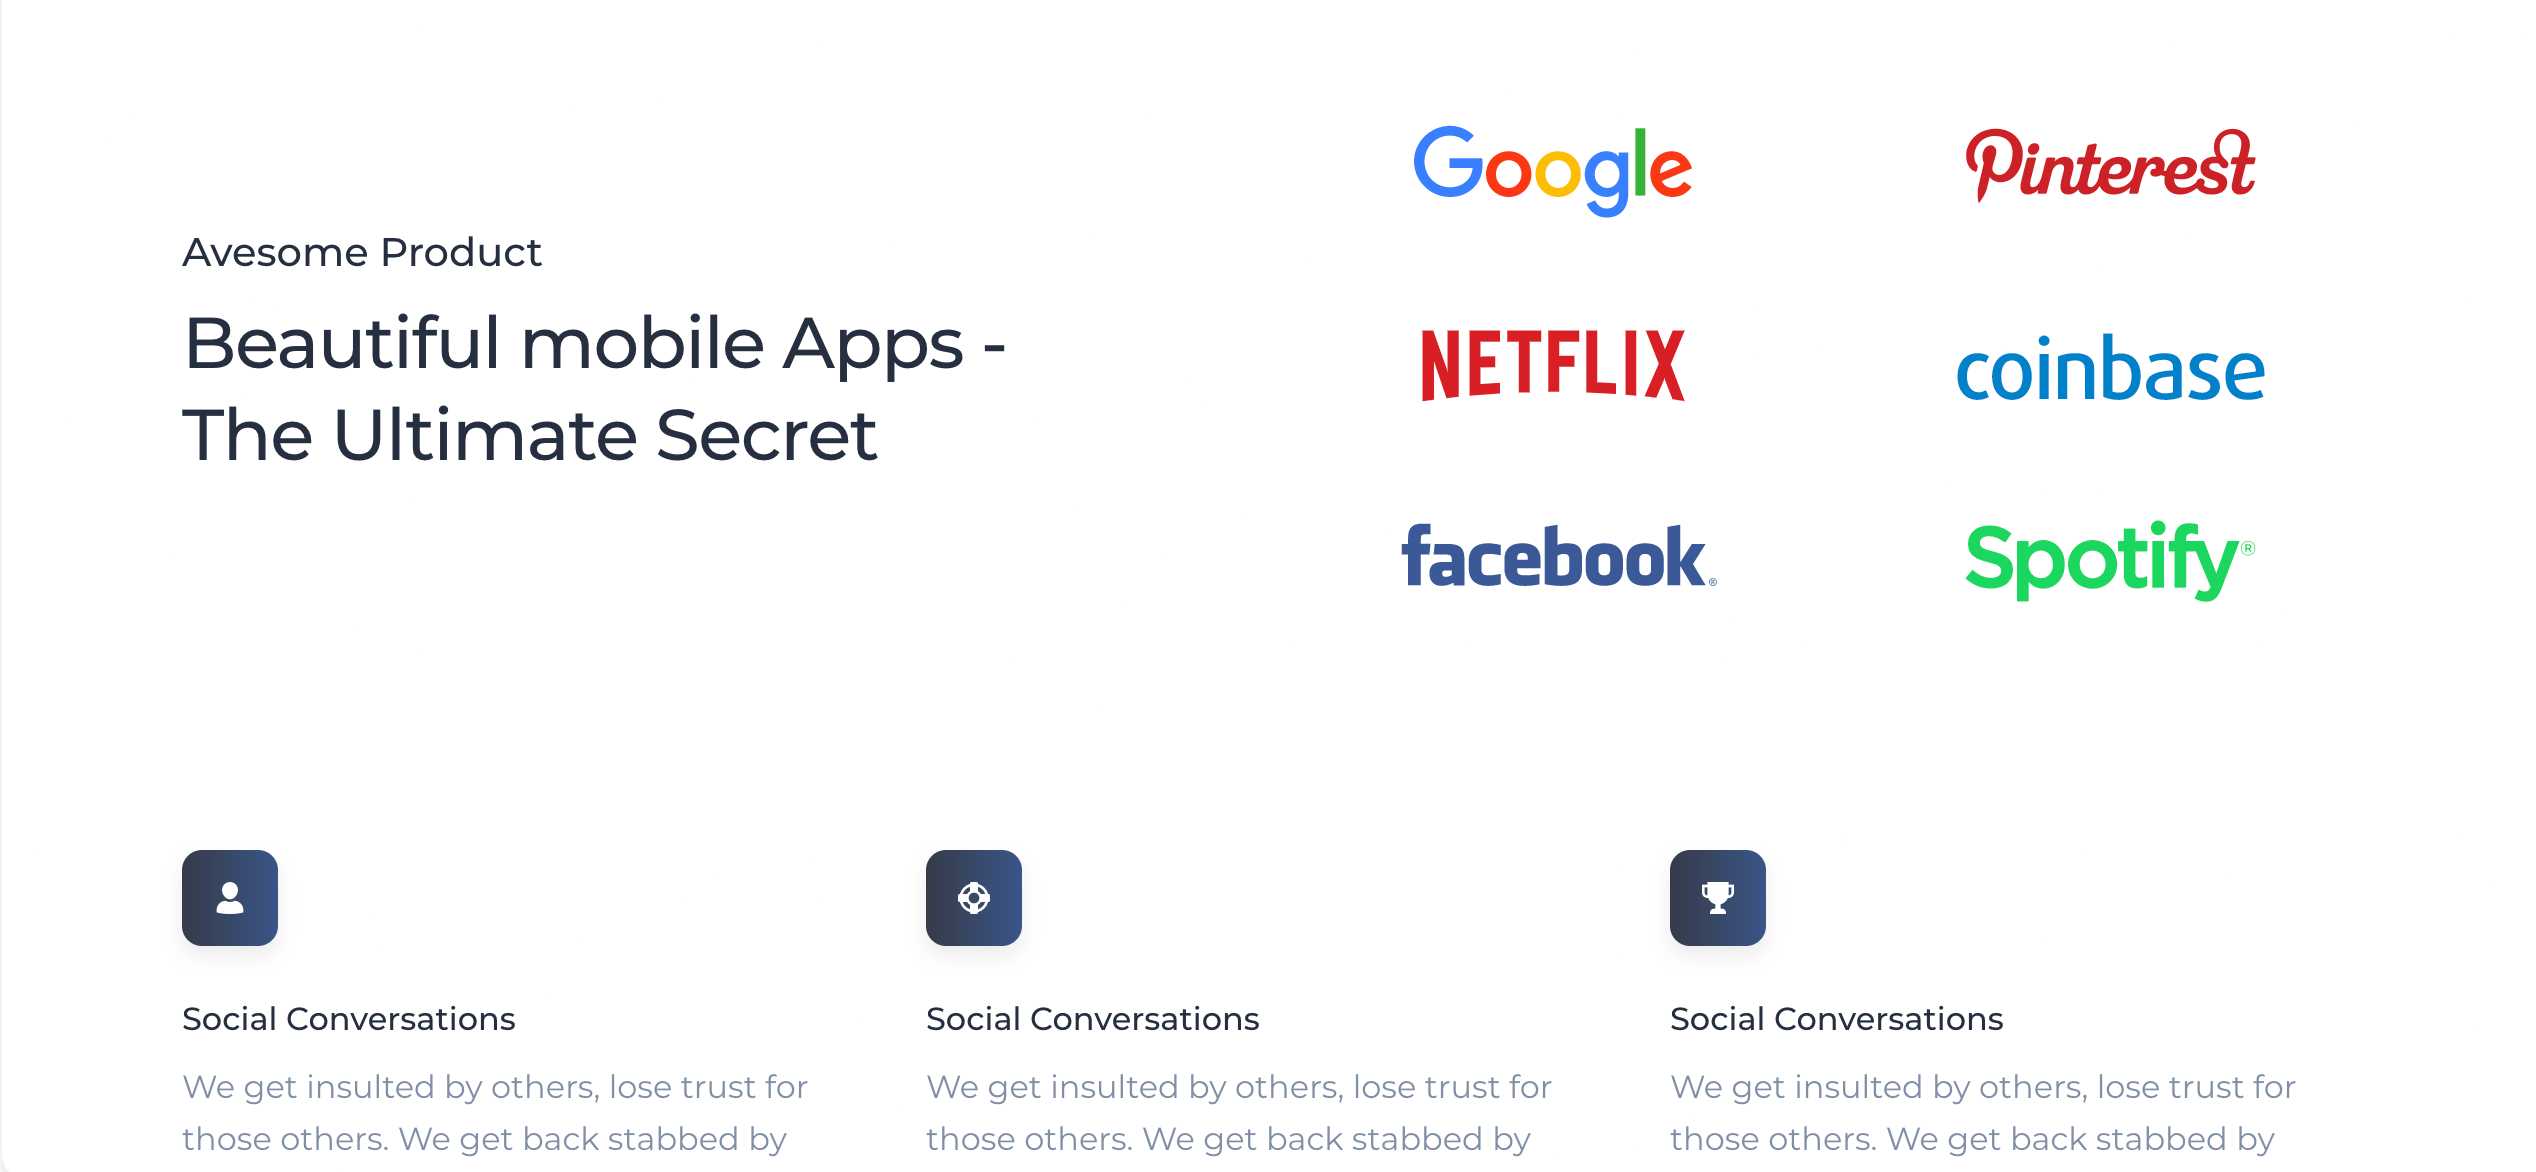 Avesome Product
Beautiful mobile Apps -
The Ultimate Secret
Google
Pinterest
NETFLIX
coinbase
facebook®
Spotify®
Social Conversations
We get insulted by others, lose trust for
those others. We get back stabbed by
Social Conversations
We get insulted by others, lose trust for
those others. We get back stabbed by
Social Conversations
We get insulted by others, lose trust for
those others. We get back stabbed by